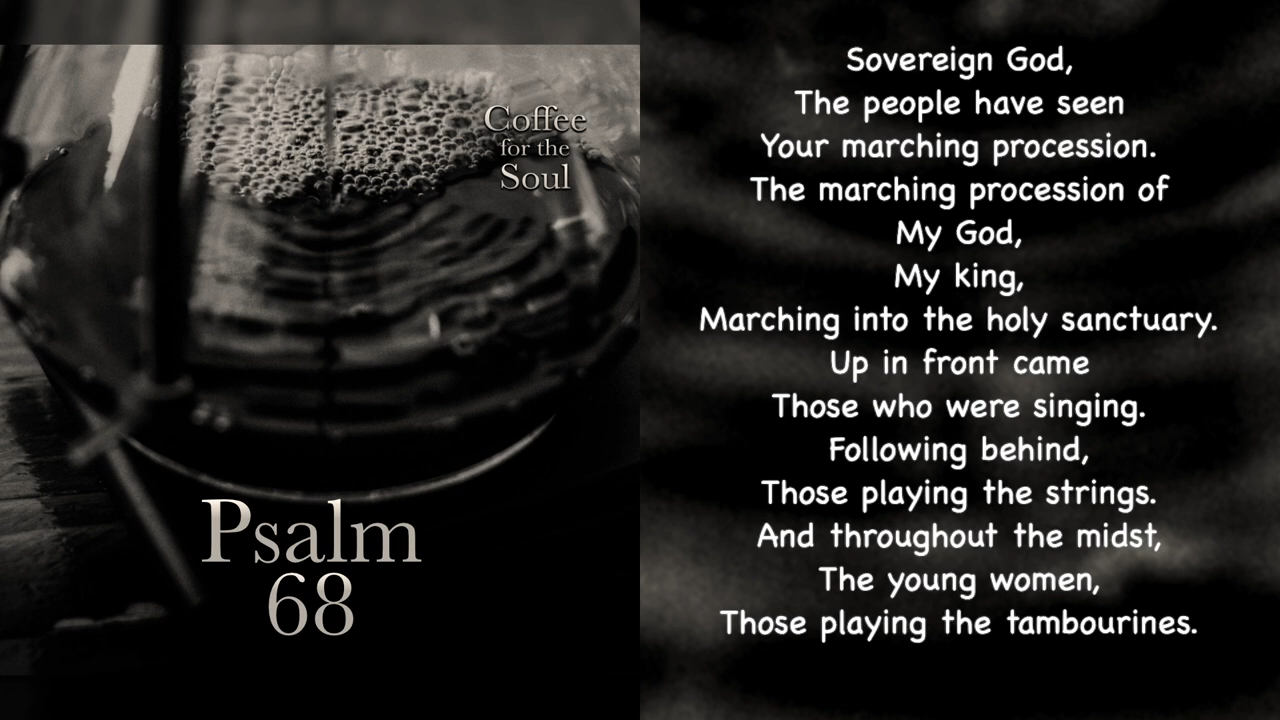 Coffee
for the
Soul
Psalm
68
Sovereign God,
The people have seen
Your marching procession.
The marching procession of
My God,
My king,
Marching into the holy sanctuary.
Up in front came
Those who were singing.
Following behind,
Those playing the strings.
And throughout the midst,
The young women,
Those playing the tambourines.